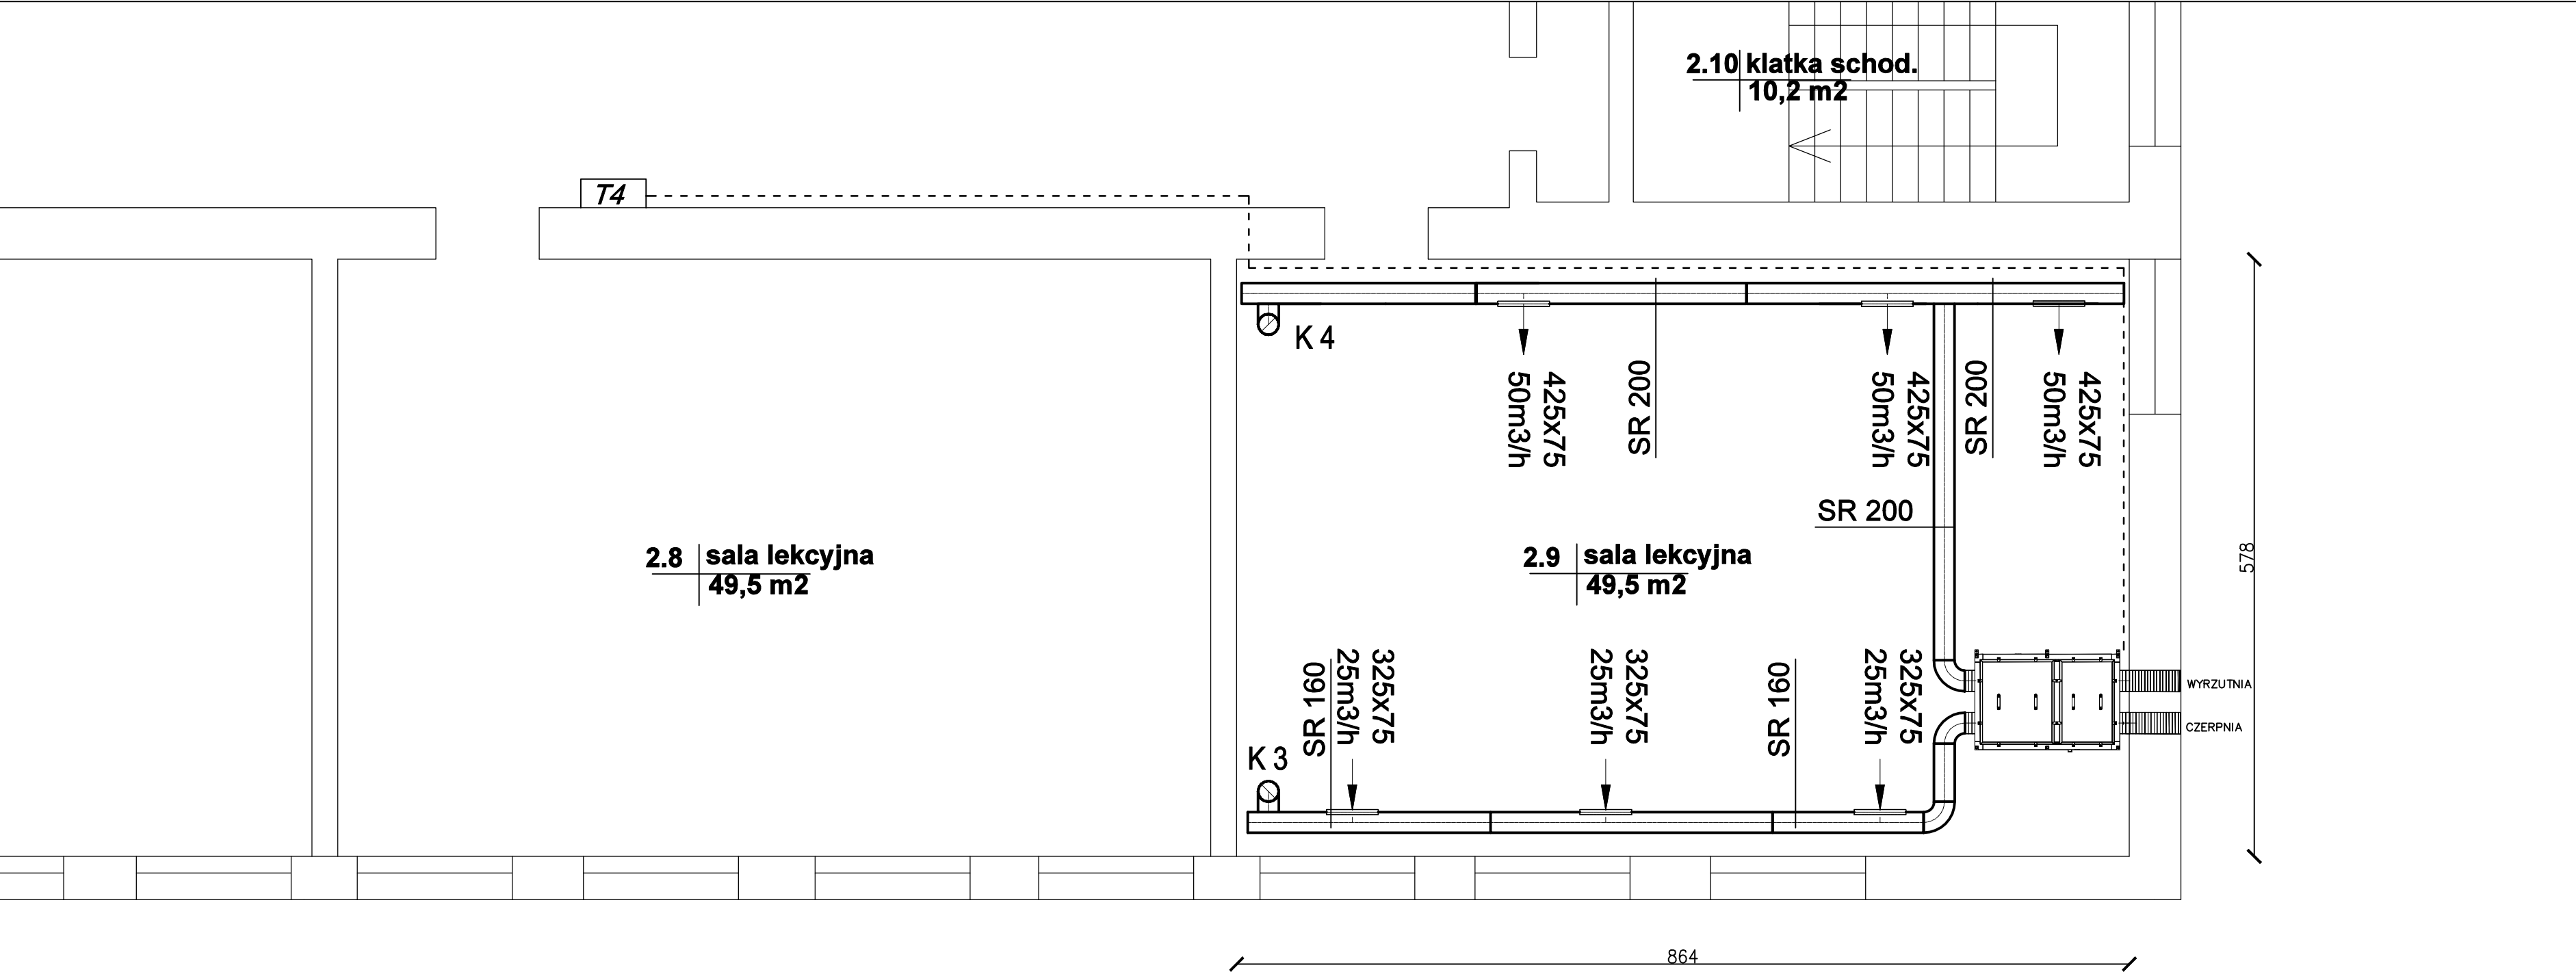 2.10 klatka schod.
10,2 m2
T4
K 4
425x75
50m3/h
SR 200
425x75
50m3/h
SR 200
425x75
50m3/h
SR 200
2.8 sala lekcyjna
49,5 m2
2.9 sala lekcyjna
49,5 m2
578
SR 160
325x75
25m3/h
325x75
25m3/h
SR 160
325x75
25m3/h
WYRZUTNIA
CZERPNIA
K 3
864